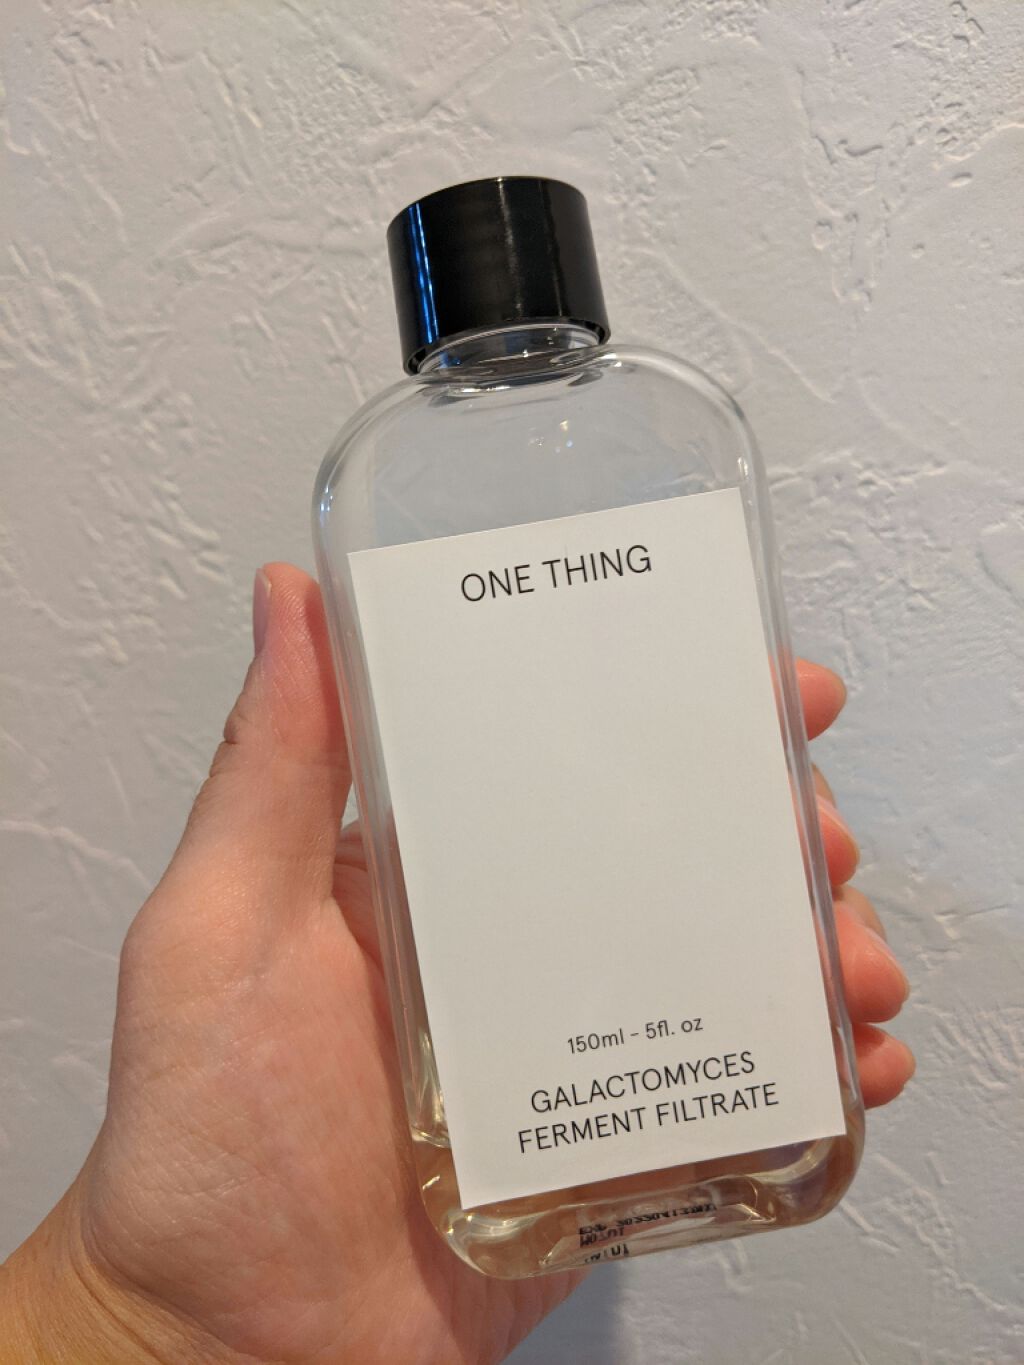 ONE THING
150ml - 5fl. oz
GALACTOMYCES
FERMENT FILTRATE